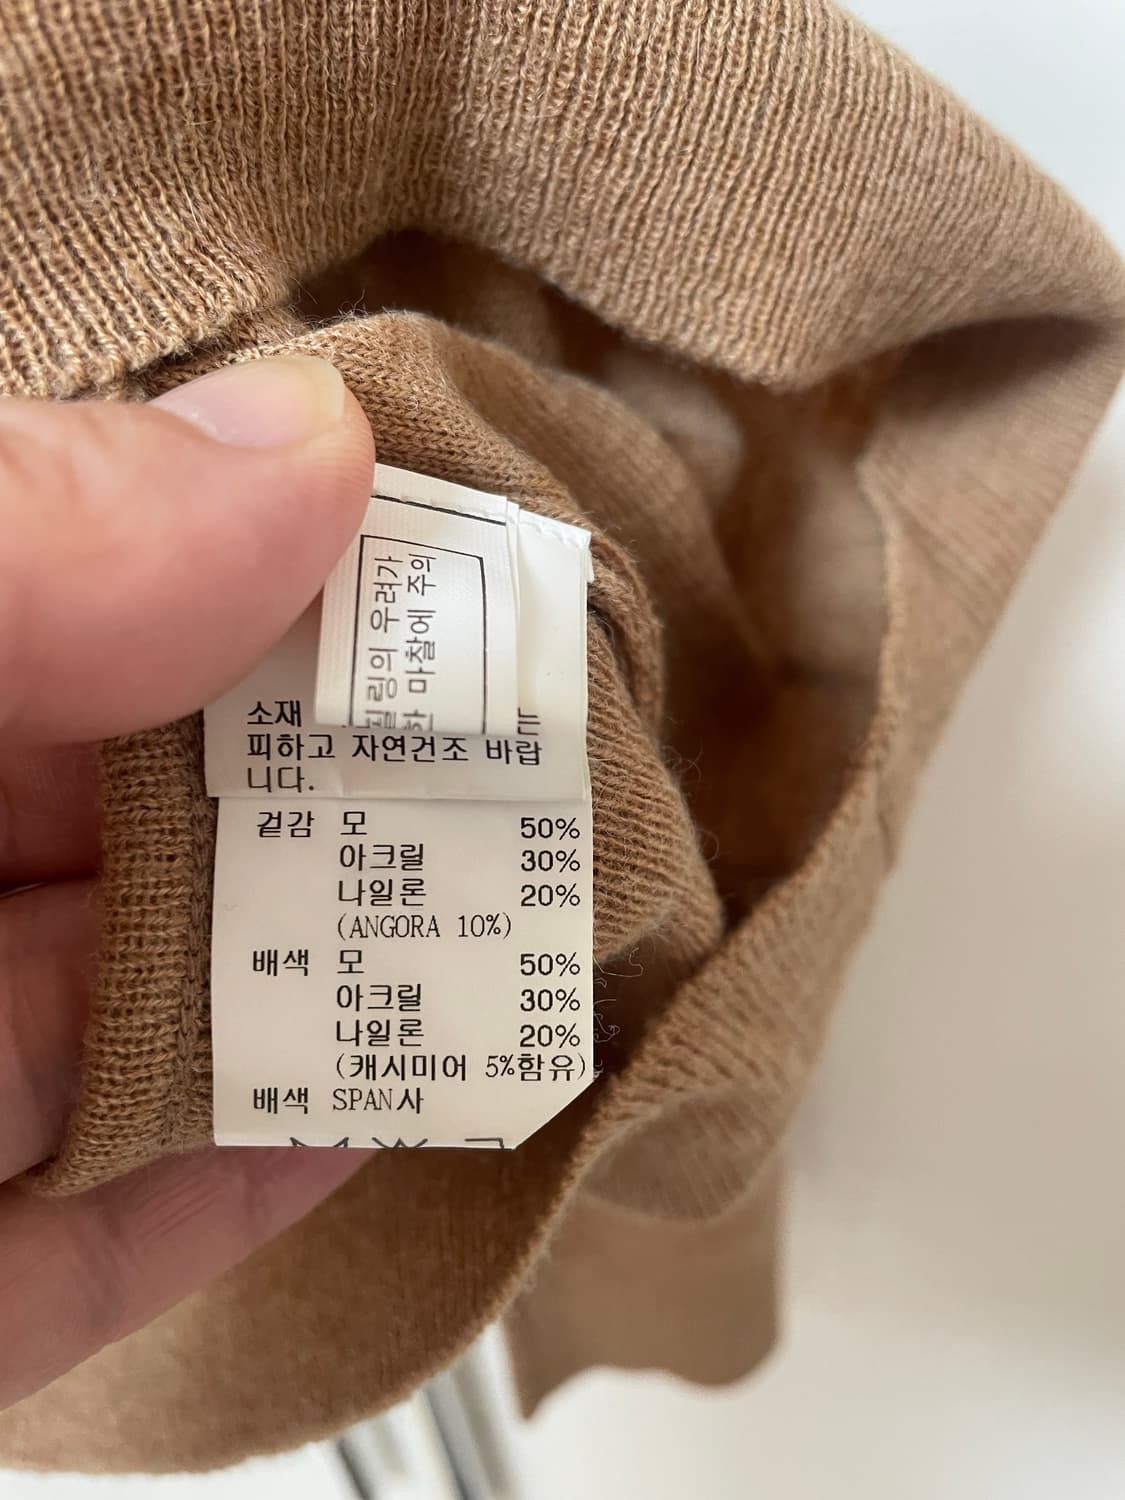 필링의 우려가
한 마찰에 주의
소재
피하고 자연건조 바랍
니다.
겉감 모 50%
아크릴 30%
나일론 20%
(ANGORA 10%)
배색 모 50%
아크릴 30%
나일론 20%
(캐시미어 5%함유)
배색 SPAN사